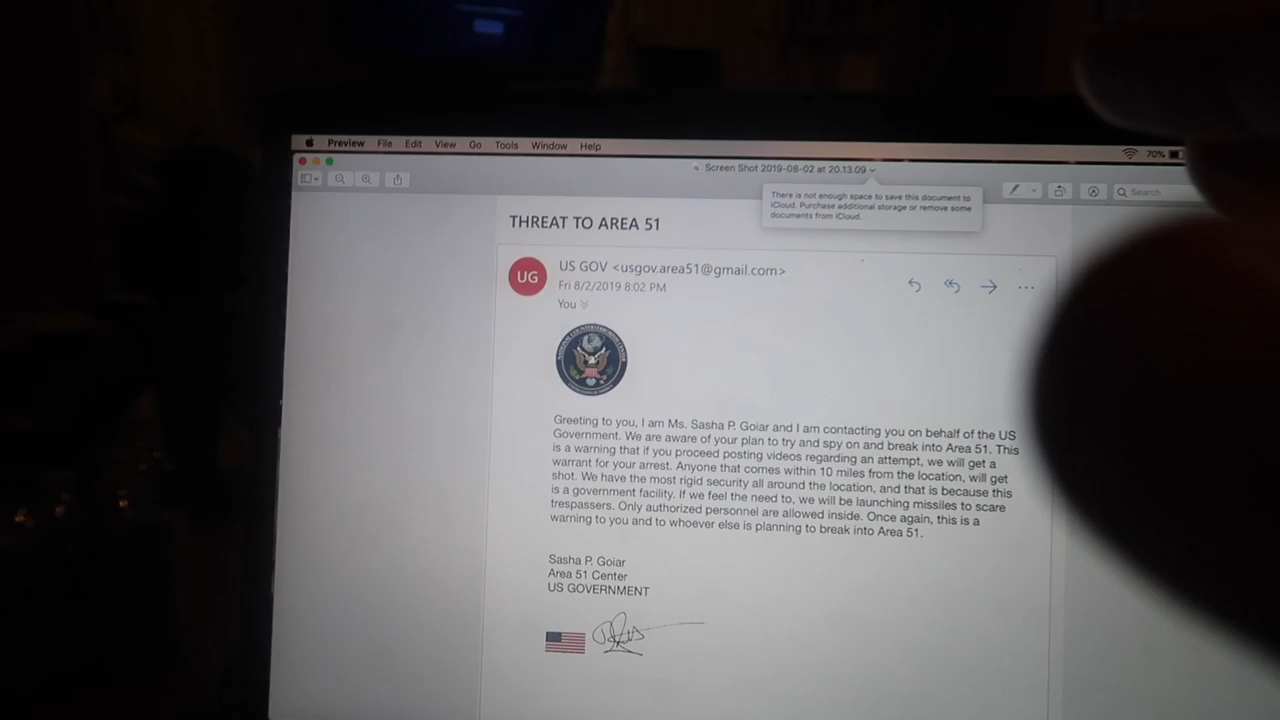 Preview File Edit View Go Tools Window Help 70%
Screen Shot 2019-08-02 at 20.13.09
There is not enough space to save this document to
iCloud. Purchase additional storage or remove some
documents from iCloud.
Search
THREAT TO AREA 51
UG
US GOV <usgov.area51@gmail.com>
Fri 8/2/2019 8:02 PM
You
Greeting to you, I am Ms. Sasha P. Goiar and I am contacting you on behalf of the US
Government. We are aware of your plan to try and spy on and break into Area 51. This
is a warning that if you proceed posting videos regarding an attempt, we will get a
warrant for your arrest. Anyone that comes within 10 miles from the location, will get
shot. We have the most rigid security all around the location, and that is because this
is a government facility. If we feel the need to, we will be launching missiles to scare
trespassers. Only authorized personnel are allowed inside. Once again, this is a
warning to you and to whoever else is planning to break into Area 51.
Sasha P. Goiar
Area 51 Center
US GOVERNMENT